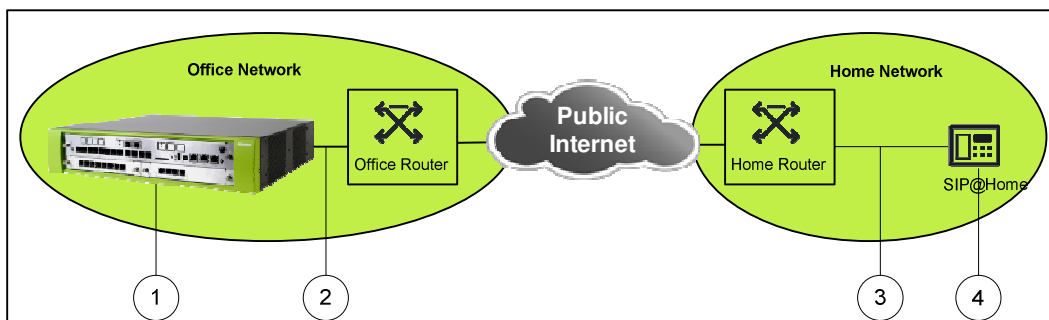 Office Network
Home Network
Public
Internet
Office Router
Home Router
SIP@Home
1
2
3
4